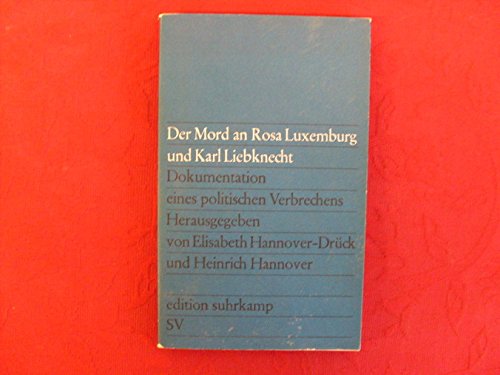 Der Mord an Rosa Luxemburg
und Karl Liebknecht
Dokumentation
eines politischen Verbrechens
Herausgegeben
von Elisabeth Hannover-Drück
und Heinrich Hannover
edition suhrkamp
SV